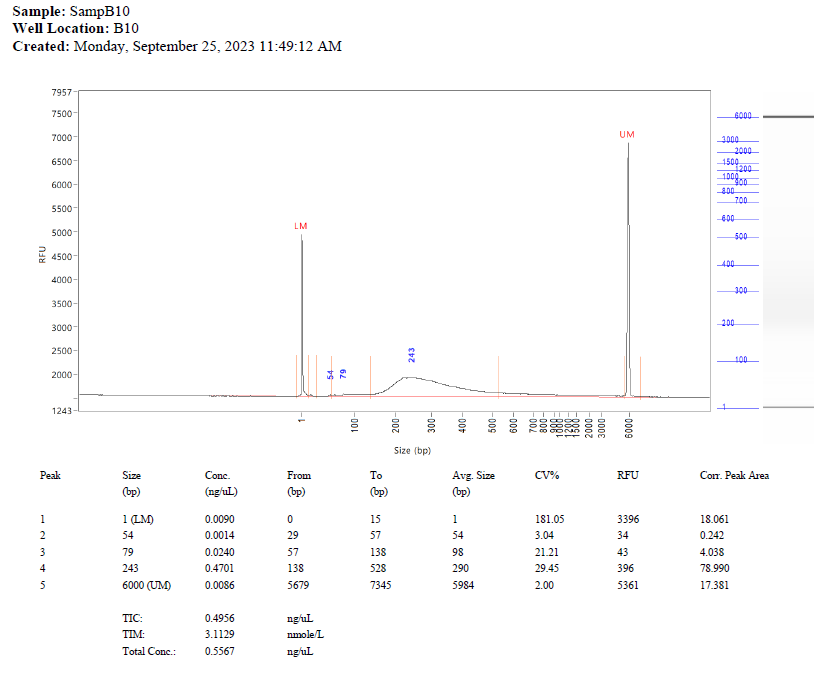 Sample: SampB10
Well Location: B10
Created: Monday, September 25, 2023 11:49:12 AM
7957
7500
7000
6500
6000
5500
5000
4500
4000
3500
3000
2500
2000
1243
RFU
LM
54
79
243
UM
1
100
200
300
400
500
600
700
800
900
1000
1200
1500
2000
3000
6000
Size (bp)
6000
3000
2000
1500
1200
1000
900
800
700
600
500
400
300
200
100
1
Peak Size Conc. From To Avg. Size CV% RFU Corr. Peak Area
(bp) (ng/uL) (bp) (bp) (bp)
1 1 (LM) 0.0090 0 15 1 181.05 3396 18.061
2 54 0.0014 29 57 54 3.04 34 0.242
3 79 0.0240 57 138 98 21.21 43 4.038
4 243 0.4701 138 528 290 29.45 396 78.990
5 6000 (UM) 0.0086 5679 7345 5984 2.00 5361 17.381
TIC: 0.4956 ng/uL
TIM: 3.1129 nmole/L
Total Conc.: 0.5567 ng/uL